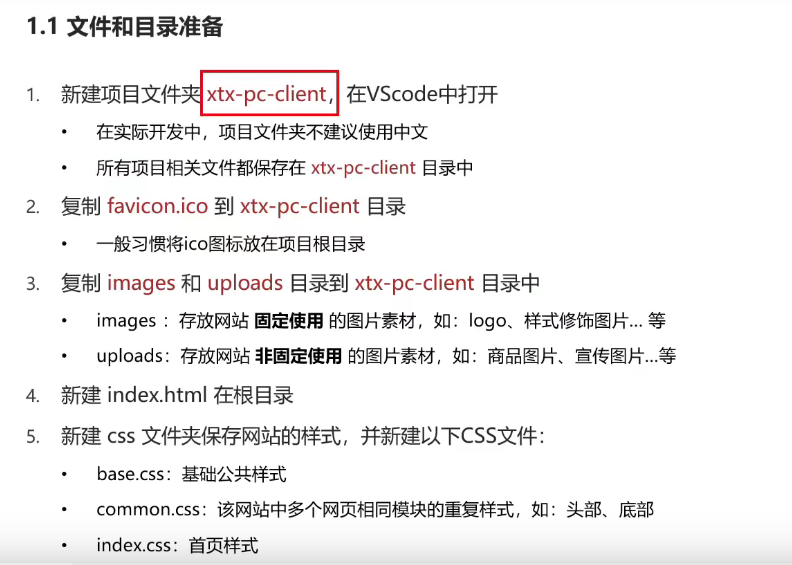 1.1 文件和目录准备
1. 新建项目文件夹 xtx-pc-client，在VScode中打开
• 在实际开发中，项目文件夹不建议使用中文
• 所有项目相关文件都保存在 xtx-pc-client 目录中
2. 复制 favicon.ico 到 xtx-pc-client 目录
• 一般习惯将ico图标放在项目根目录
3. 复制 images 和 uploads 目录到 xtx-pc-client 目录中
• images ：存放网站 固定使用 的图片素材，如：logo、样式修饰图片... 等
• uploads：存放网站 非固定使用 的图片素材，如：商品图片、宣传图片...等
4. 新建 index.html 在根目录
5. 新建 css 文件夹保存网站的样式，并新建以下CSS文件：
• base.css：基础公共样式
• common.css：该网站中多个网页相同模块的重复样式，如：头部、底部
• index.css：首页样式